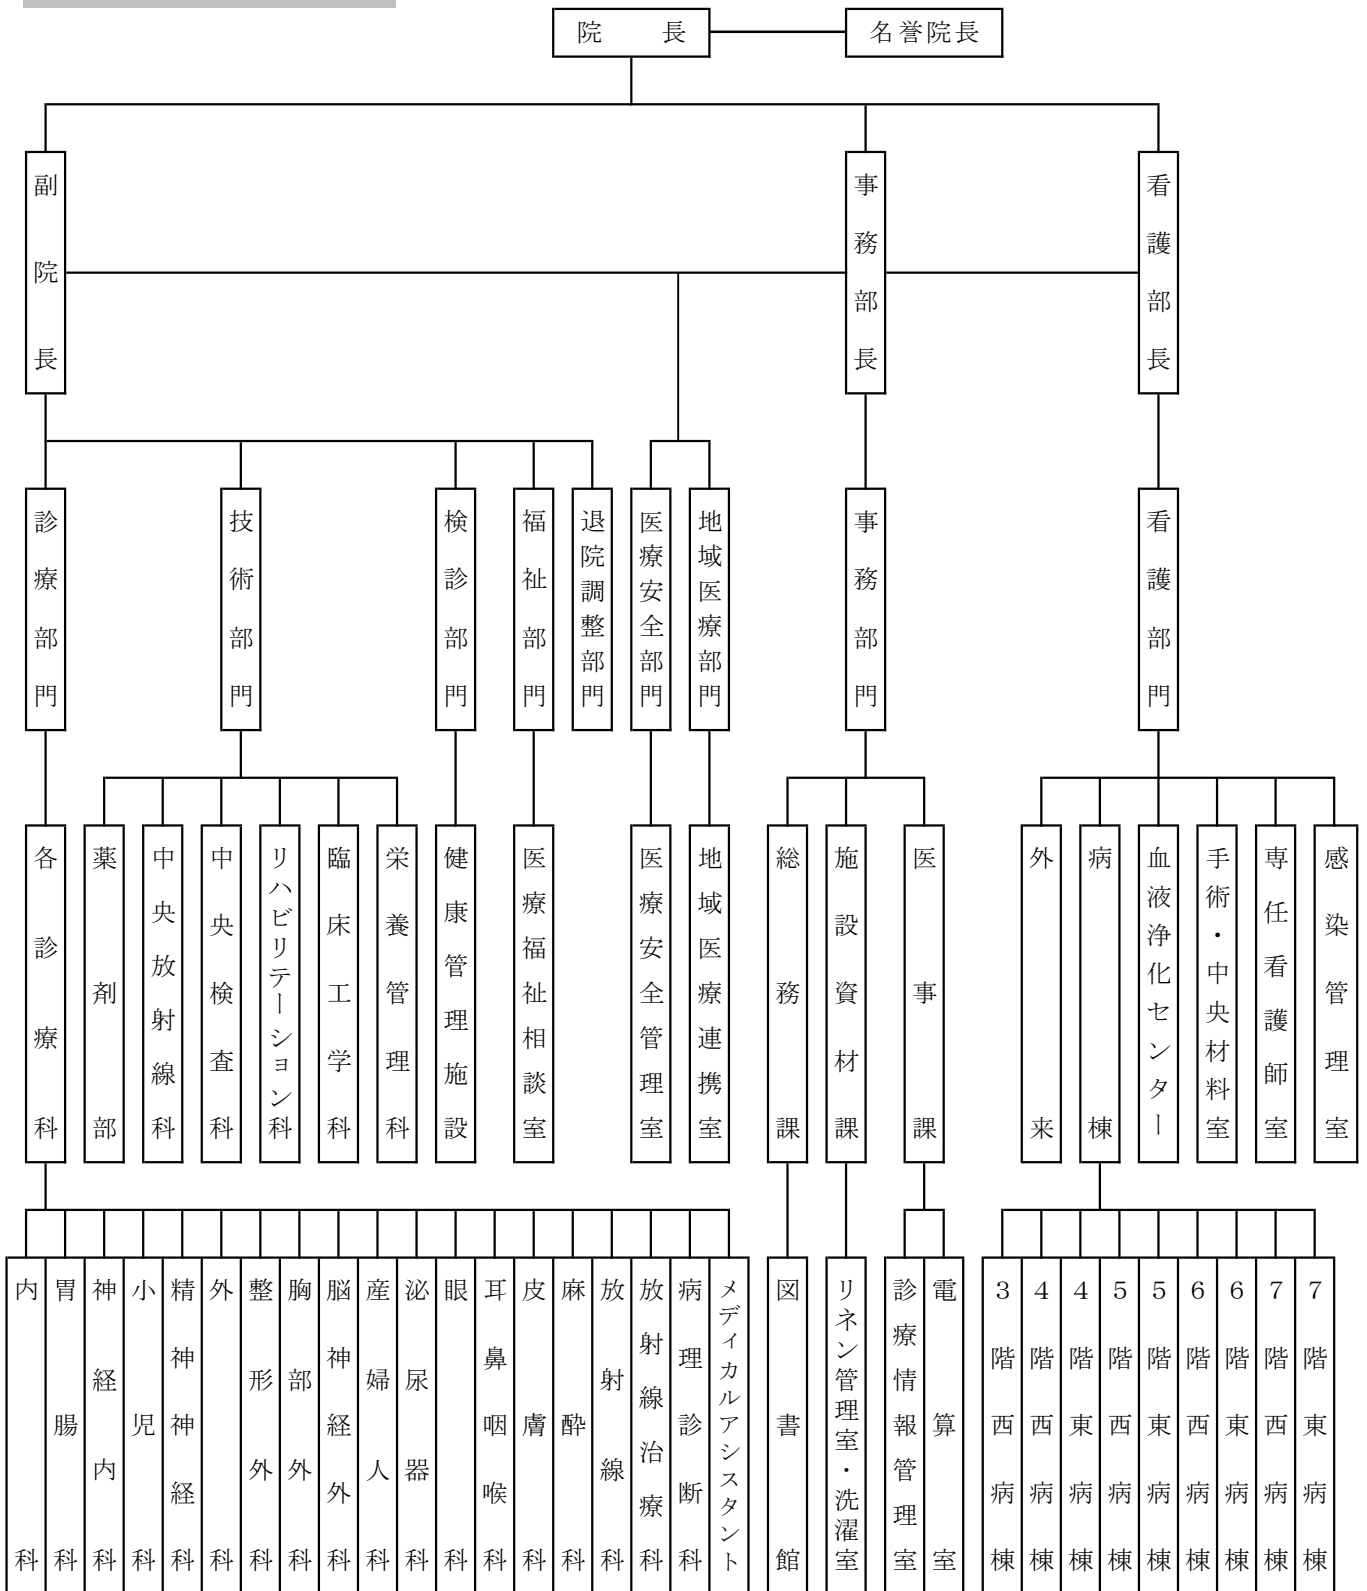 院長
名誉院長
副院長
事務部長
看護部長
診療部門
技術部門
検診部門
福祉部門
退院調整部門
医療安全部門
地域医療部門
事務部門
看護部門
各診療科
薬剤部
中央放射線科
中央検査科
リハビリテーション科
臨床工学科
栄養管理科
健康管理施設
医療福祉相談室
医療安全管理室
地域医療連携室
総務課
施設資材課
医事課
外来
病棟
血液浄化センター
手術・中央材料室
専任看護師室
感染管理室
内科
胃腸科
神経内科
小児科
精神神経科
外科
整形外科
胸部外科
脳神経外科
産婦人科
泌尿器科
眼科
耳鼻咽喉科
皮膚科
麻酔科
放射線科
放射線治療科
病理診断科
メディカルアシスタント
図書館
リネン管理室・洗濯室
診療情報管理室
電算室
3階西病棟
4階西病棟
4階東病棟
5階西病棟
5階東病棟
6階西病棟
6階東病棟
7階西病棟
7階東病棟